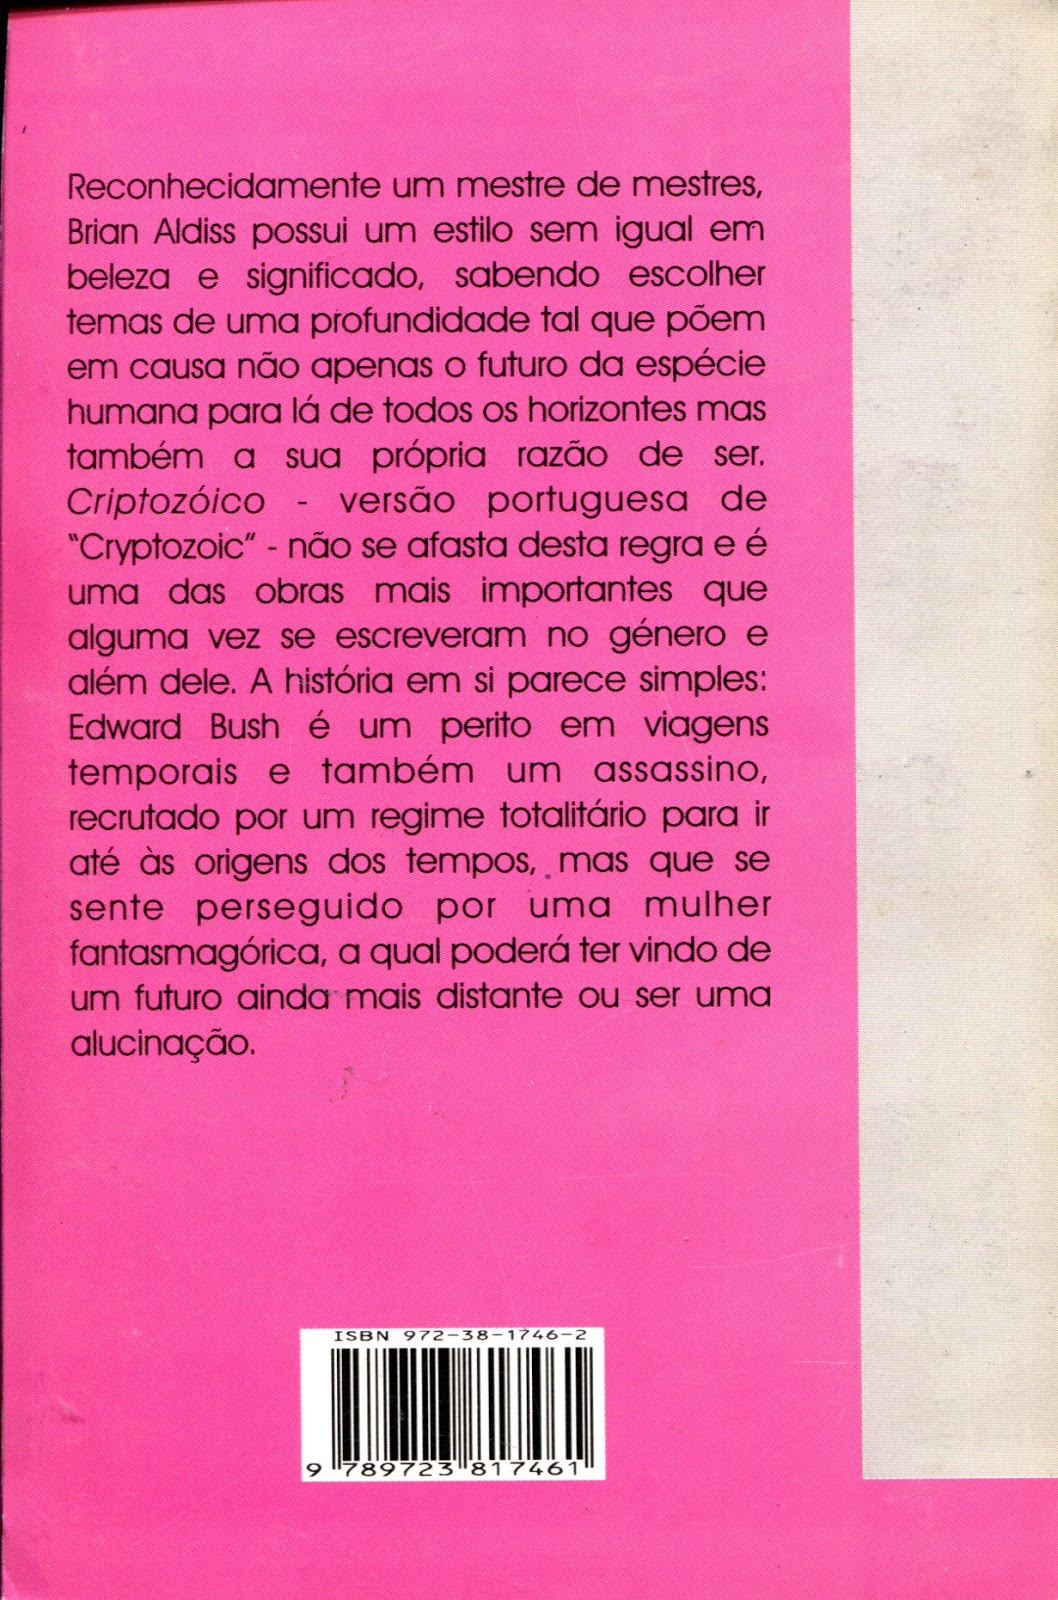 Reconhecidamente um mestre de mestres,
Brian Aldiss possui um estilo sem igual em
beleza e significado, sabendo escolher
temas de uma profundidade tal que põem
em causa não apenas o futuro da espécie
humana para lá de todos os horizontes mas
também a sua própria razão de ser.
Criptozóico - versão portuguesa de
"Cryptozoic" - não se afasta desta regra e é
uma das obras mais importantes que
alguma vez se escreveram no género e
além dele. A história em si parece simples:
Edward Bush é um perito em viagens
temporais e também um assassino,
recrutado por um regime totalitário para ir
até às origens dos tempos, mas que se
sente perseguido por uma mulher
fantasmagórica, a qual poderá ter vindo de
um futuro ainda mais distante ou ser uma
alucinação.
ISBN 972-38-1746-2
9 789723 817461